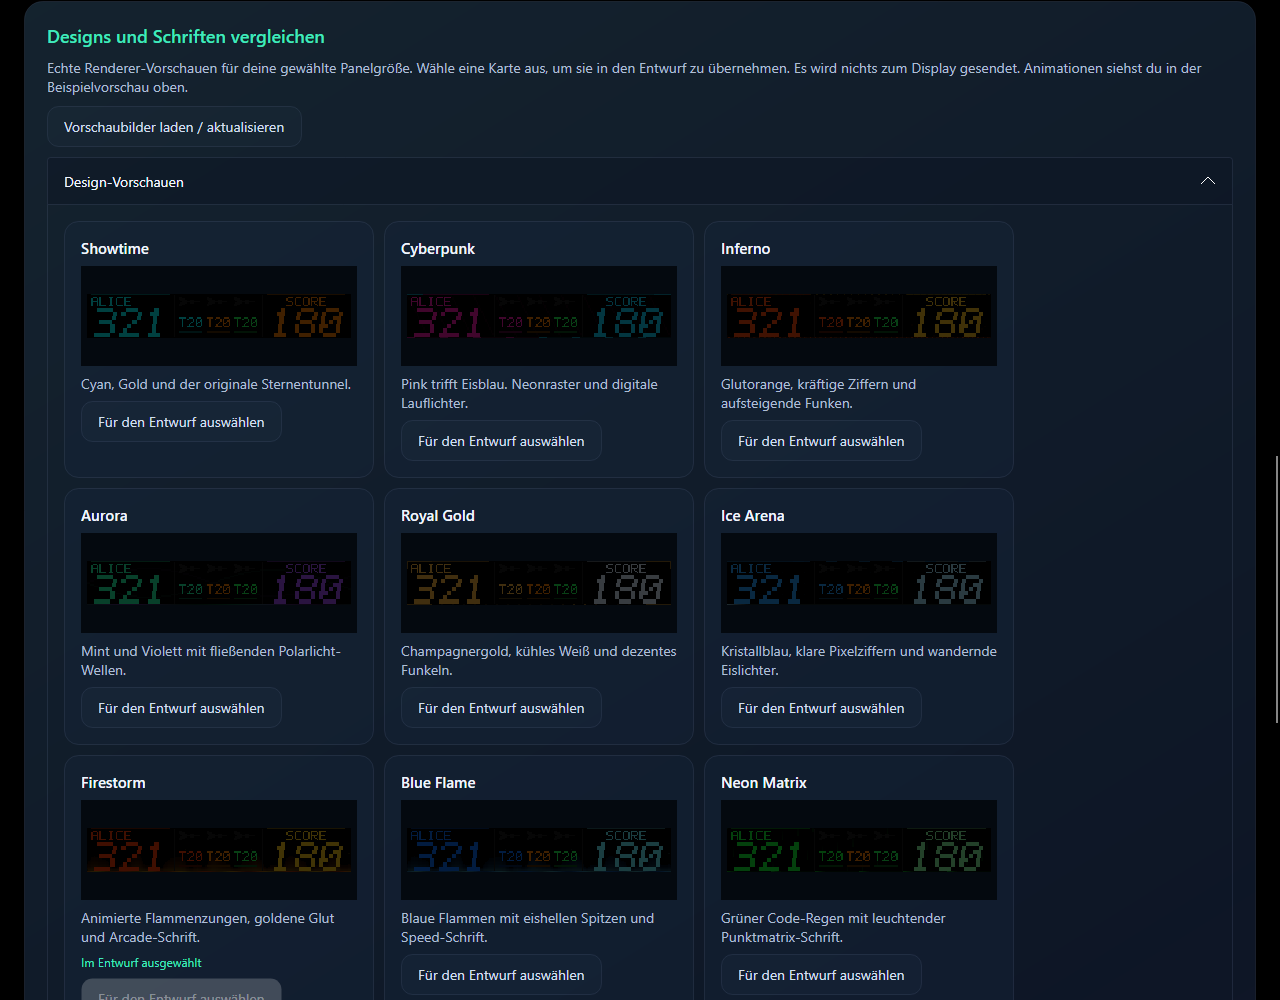 Designs und Schriften vergleichen
Echte Renderer-Vorschauen für deine gewählte Panelgröße. Wähle eine Karte aus, um sie in den Entwurf zu übernehmen. Es wird nichts zum Display gesendet. Animationen siehst du in der
Beispielvorschau oben.
Vorschaubilder laden / aktualisieren
Design-Vorschauen
Showtime
ALICE SCORE
321 T20 T20 T20 180
Cyan, Gold und der originale Sternentunnel.
Für den Entwurf auswählen
Cyberpunk
ALICE SCORE
321 T20 T20 T20 180
Pink trifft Eisblau. Neonraster und digitale
Lauflichter.
Für den Entwurf auswählen
Inferno
ALICE SCORE
321 T20 T20 T20 180
Glutorange, kräftige Ziffern und
aufsteigende Funken.
Für den Entwurf auswählen
Aurora
ALICE SCORE
321 T20 T20 T20 180
Mint und Violett mit fließenden Polarlicht-
Wellen.
Für den Entwurf auswählen
Royal Gold
ALICE SCORE
321 T20 T20 T20 180
Champagnergold, kühles Weiß und dezentes
Funkeln.
Für den Entwurf auswählen
Ice Arena
ALICE SCORE
321 T20 T20 T20 180
Kristallblau, klare Pixelziffern und wandernde
Eislichter.
Für den Entwurf auswählen
Firestorm
ALICE SCORE
321 T20 T20 T20 180
Animierte Flammenzungen, goldene Glut
und Arcade-Schrift.
Im Entwurf ausgewählt
Für den Entwurf auswählen
Blue Flame
ALICE SCORE
321 T20 T20 T20 180
Blaue Flammen mit eishellen Spitzen und
Speed-Schrift.
Für den Entwurf auswählen
Neon Matrix
ALICE SCORE
321 T20 T20 T20 180
Grüner Code-Regen mit leuchtender
Punktmatrix-Schrift.
Für den Entwurf auswählen